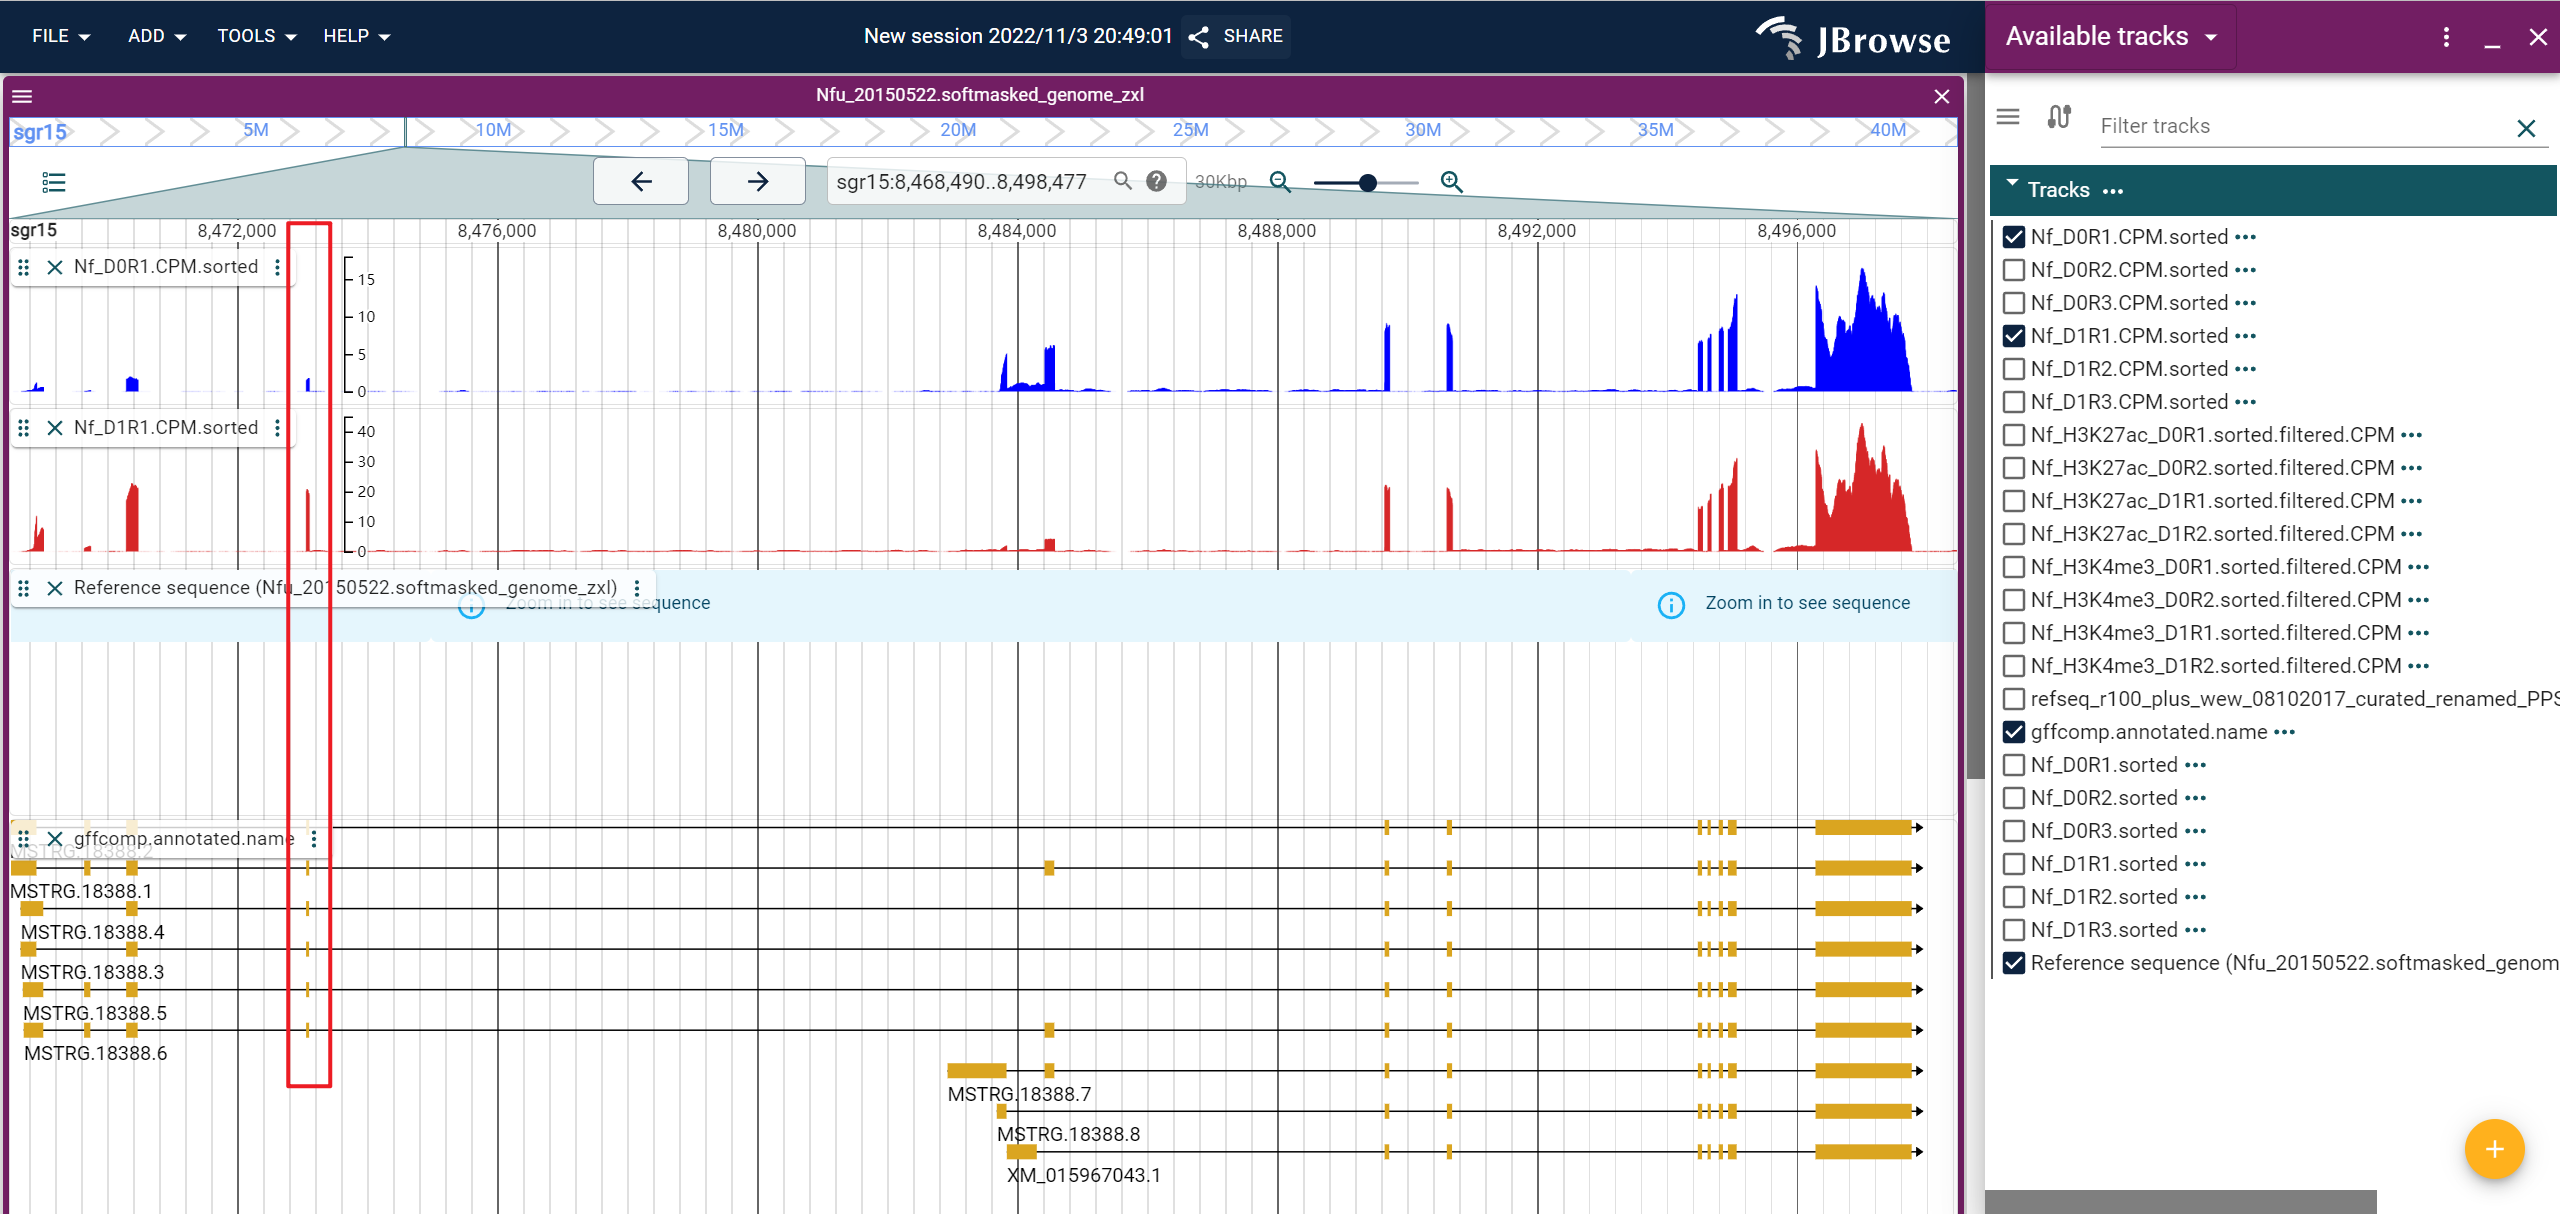 FILE ADD TOOLS HELP New session 2022/11/3 20:49:01 SHARE JBrowse
Nfu_20150522.softmasked_genome_zxl
sgr15 5M 10M 15M 20M 25M 30M 35M 40M
sgr15:8,468,490..8,498,477 30Kbp
sgr15 8,472,000 8,476,000 8,480,000 8,484,000 8,488,000 8,492,000 8,496,000
Nf_D0R1.CPM.sorted
15
10
5
0
Nf_D1R1.CPM.sorted
40
30
20
10
0
Reference sequence (Nfu_20150522.softmasked_genome_zxl)
Zoom in to see sequence Zoom in to see sequence
gffcomp.annotated.name
MSTRG.18388.2
MSTRG.18388.1
MSTRG.18388.4
MSTRG.18388.3
MSTRG.18388.5
MSTRG.18388.6
MSTRG.18388.7
MSTRG.18388.8
XM_015967043.1
Available tracks
Filter tracks
Tracks
Nf_D0R1.CPM.sorted
Nf_D0R2.CPM.sorted
Nf_D0R3.CPM.sorted
Nf_D1R1.CPM.sorted
Nf_D1R2.CPM.sorted
Nf_D1R3.CPM.sorted
Nf_H3K27ac_D0R1.sorted.filtered.CPM
Nf_H3K27ac_D0R2.sorted.filtered.CPM
Nf_H3K27ac_D1R1.sorted.filtered.CPM
Nf_H3K27ac_D1R2.sorted.filtered.CPM
Nf_H3K4me3_D0R1.sorted.filtered.CPM
Nf_H3K4me3_D0R2.sorted.filtered.CPM
Nf_H3K4me3_D1R1.sorted.filtered.CPM
Nf_H3K4me3_D1R2.sorted.filtered.CPM
refseq_r100_plus_wew_08102017_curated_renamed_PPS
gffcomp.annotated.name
Nf_D0R1.sorted
Nf_D0R2.sorted
Nf_D0R3.sorted
Nf_D1R1.sorted
Nf_D1R2.sorted
Nf_D1R3.sorted
Reference sequence (Nfu_20150522.softmasked_genom